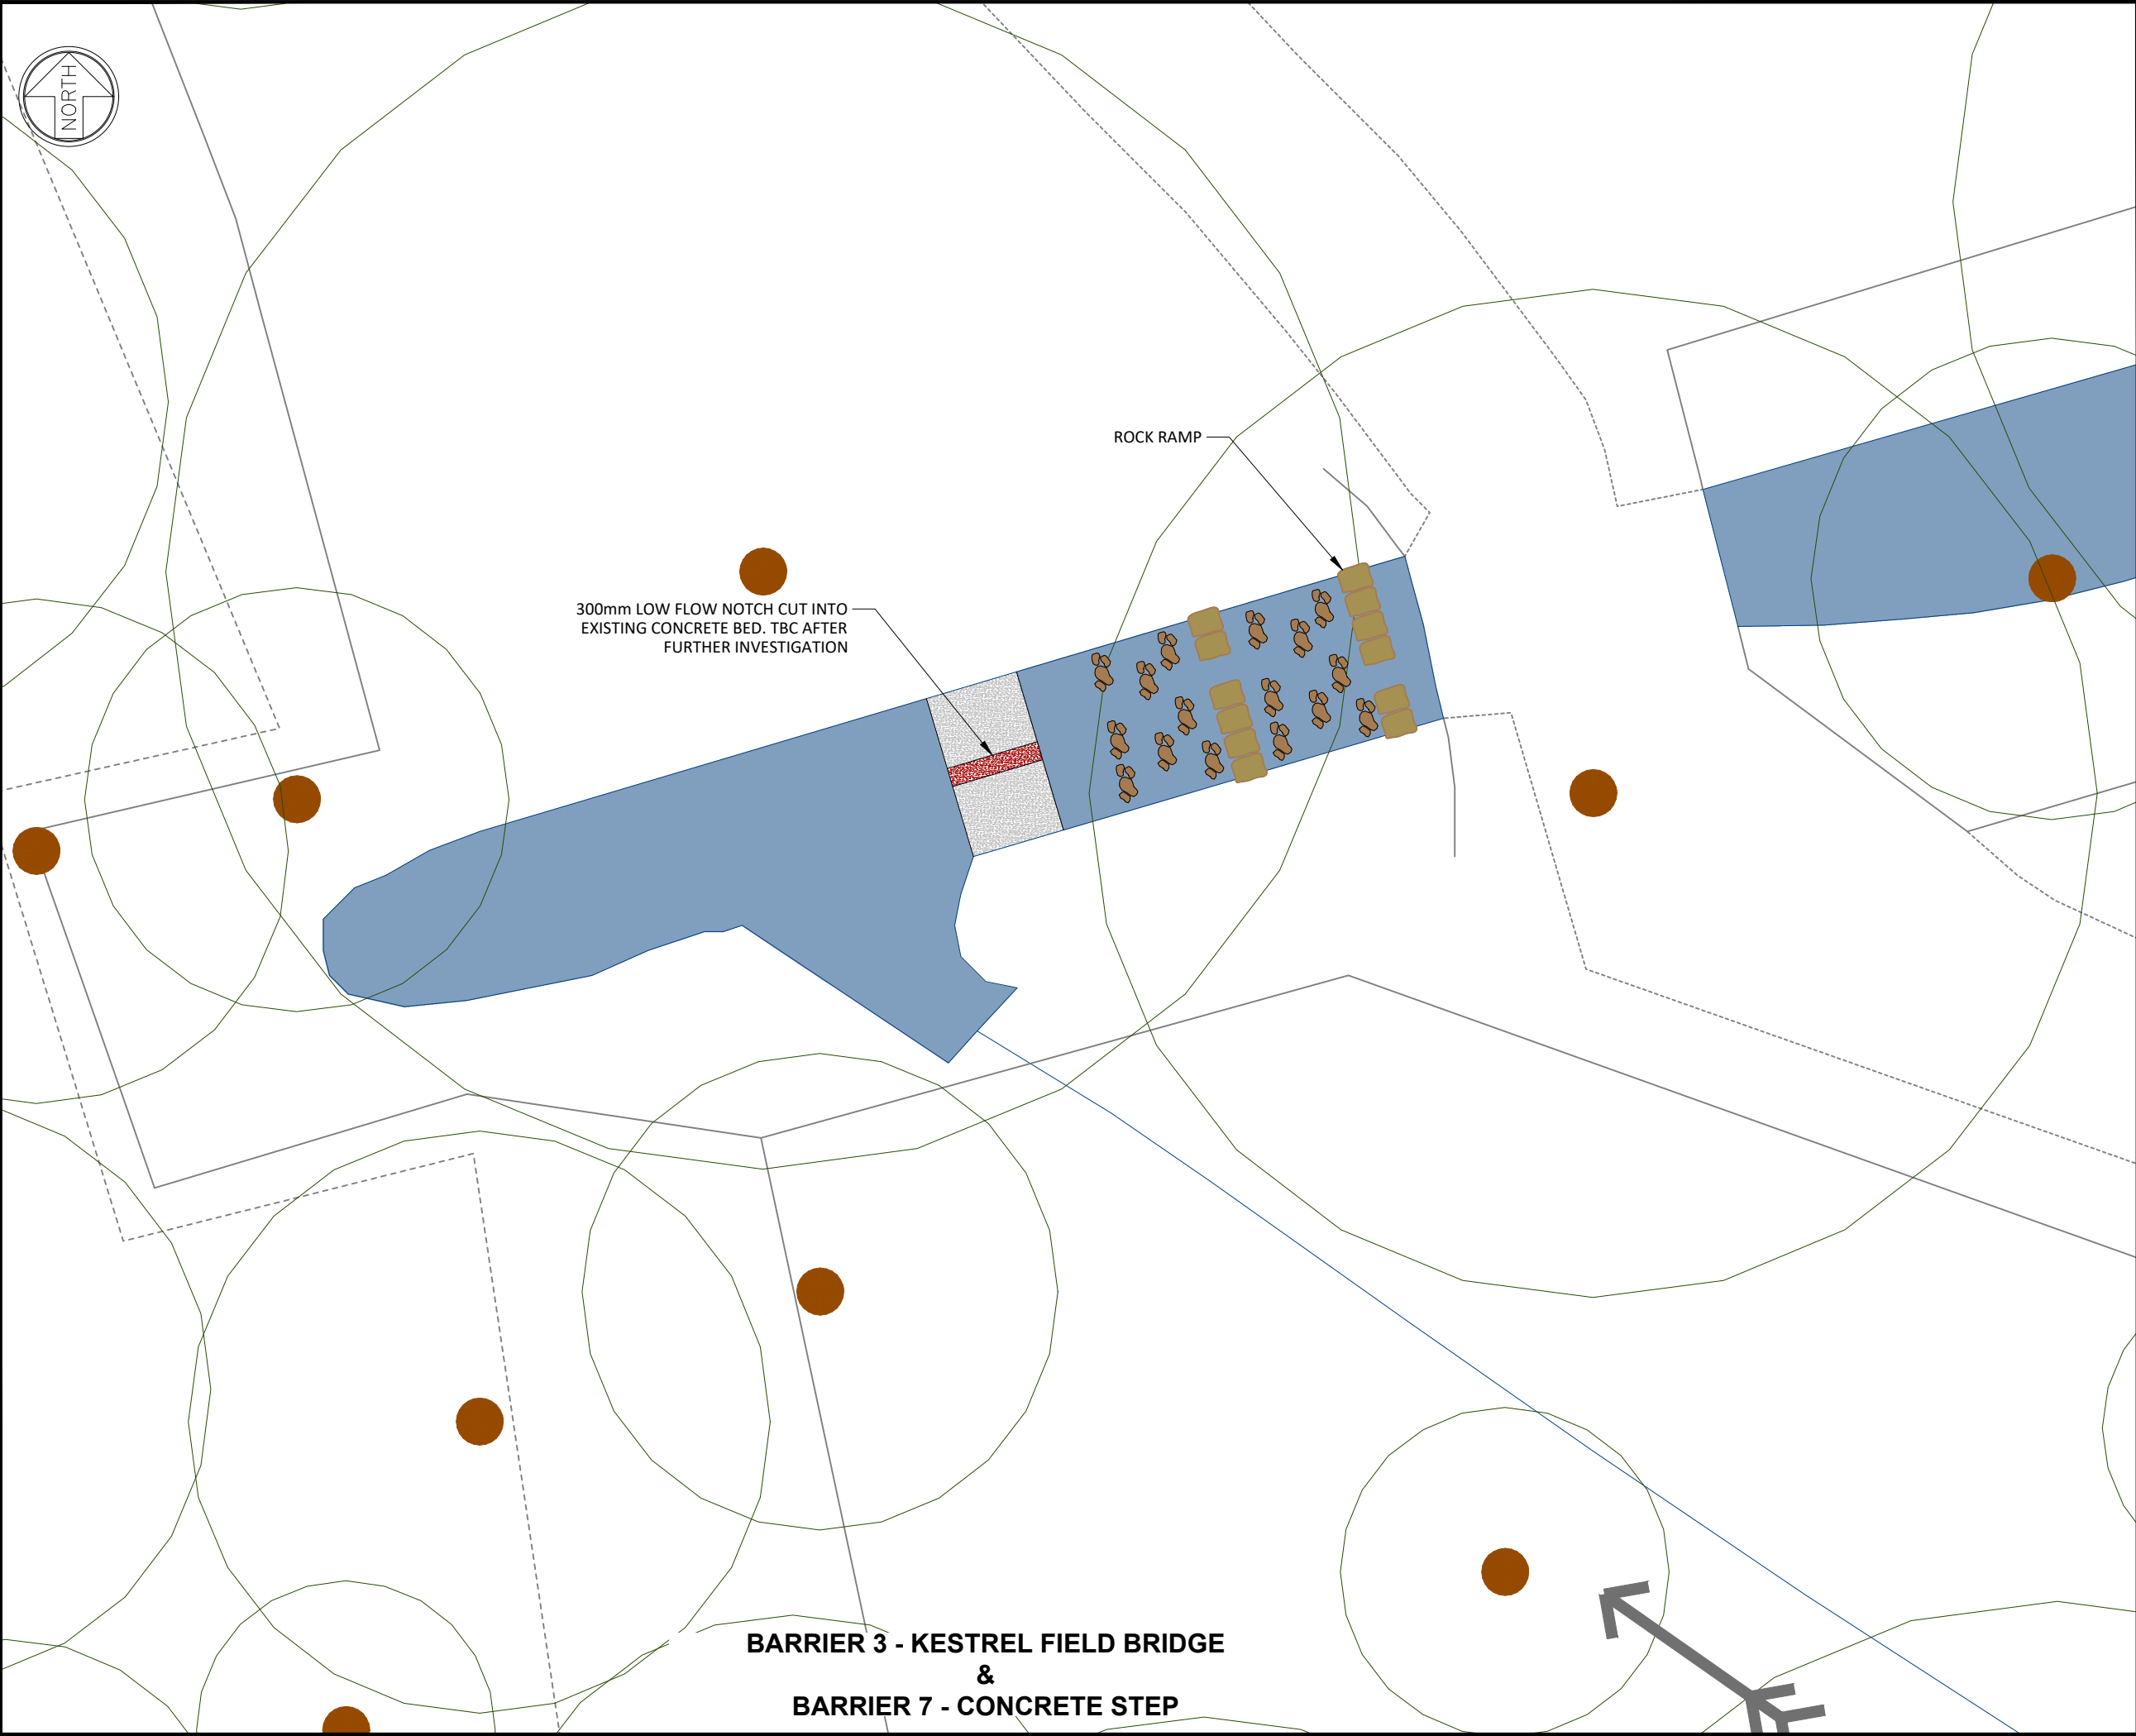 NORTH
ROCK RAMP
300mm LOW FLOW NOTCH CUT INTO
EXISTING CONCRETE BED. TBC AFTER
FURTHER INVESTIGATION
BARRIER 3 - KESTREL FIELD BRIDGE
&
BARRIER 7 - CONCRETE STEP